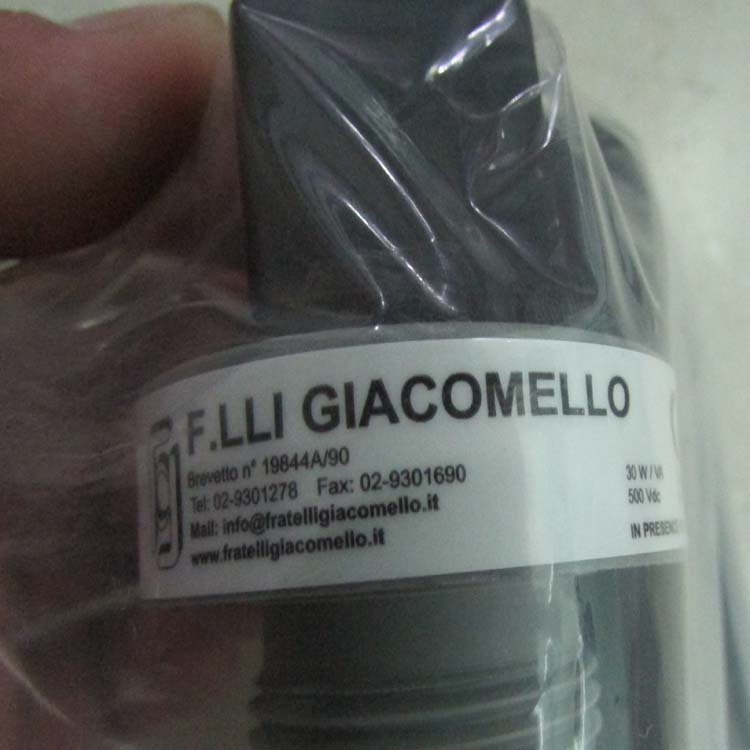 F.LLI GIACOMELLO
Brevetto n° 19844A/90
Tel: 02-9301278 Fax: 02-9301690
Mail: info@fratelligiacomello.it
www.fratelligiacomello.it
30 W / VA
500 Vdc
IN